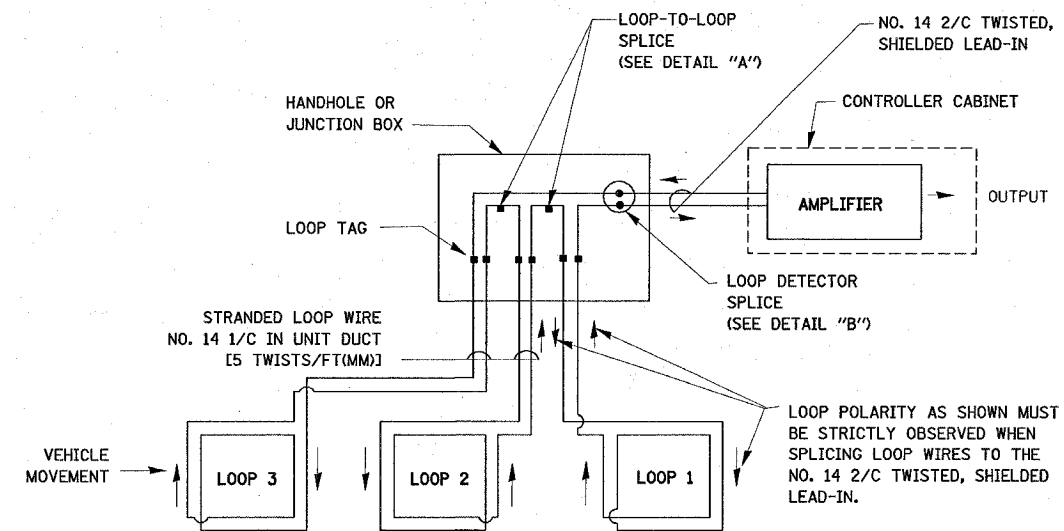 LOOP-TO-LOOP
SPLICE
(SEE DETAIL "A")
NO. 14 2/C TWISTED,
SHIELDED LEAD-IN
HANDHOLE OR
JUNCTION BOX
CONTROLLER CABINET
AMPLIFIER
OUTPUT
LOOP TAG
LOOP DETECTOR
SPLICE
(SEE DETAIL "B")
STRANDED LOOP WIRE
NO. 14 1/C IN UNIT DUCT
[5 TWISTS/FT(MM)]
LOOP POLARITY AS SHOWN MUST
BE STRICTLY OBSERVED WHEN
SPLICING LOOP WIRES TO THE
NO. 14 2/C TWISTED, SHIELDED
LEAD-IN.
VEHICLE
MOVEMENT
LOOP 3
LOOP 2
LOOP 1